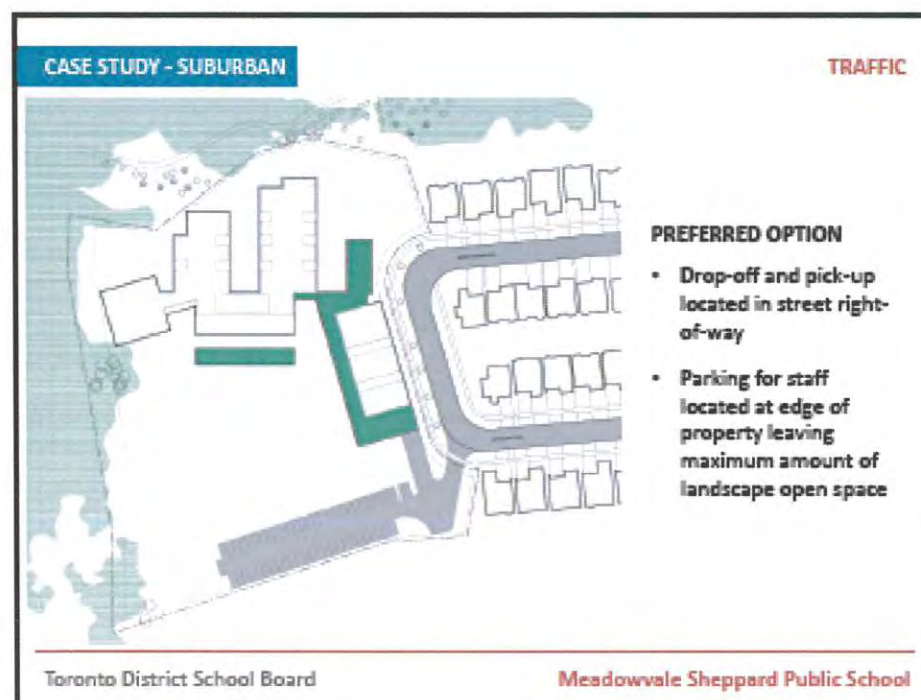 CASE STUDY - SUBURBAN
TRAFFIC
PREFERRED OPTION
• Drop-off and pick-up
located in street right-
of-way
• Parking for staff
located at edge of
property leaving
maximum amount of
landscape open space
Toronto District School Board
Meadowvale Sheppard Public School